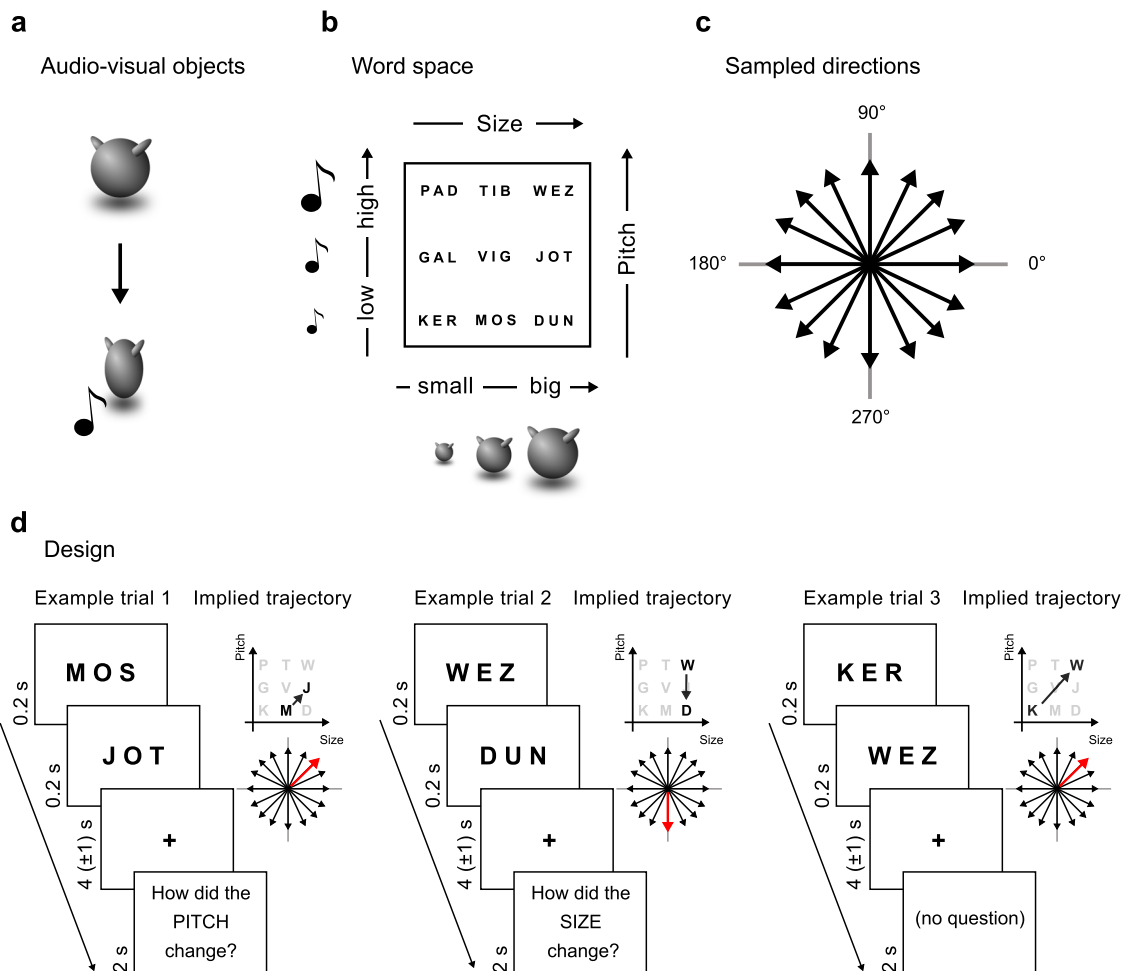 a
Audio-visual objects
b
Word space
Size
high
low
PAD TIB WEZ
GAL VIG JOT
KER MOS DUN
Pitch
small big
c
Sampled directions
90°
180°
0°
270°
d
Design
Example trial 1
Implied trajectory
MOS
0.2 s
JOT
0.2 s
+
4 (±1) s
How did the
PITCH
change?
2 s
Pitch
P T W
G V J
K M D
Size
Example trial 2
Implied trajectory
WEZ
0.2 s
DUN
0.2 s
+
4 (±1) s
How did the
SIZE
change?
2 s
Pitch
P T W
G V
K M D
Size
Example trial 3
Implied trajectory
KER
0.2 s
WEZ
0.2 s
+
4 (±1) s
(no question)
2 s
Pitch
P T W
G V J
K M D
Size